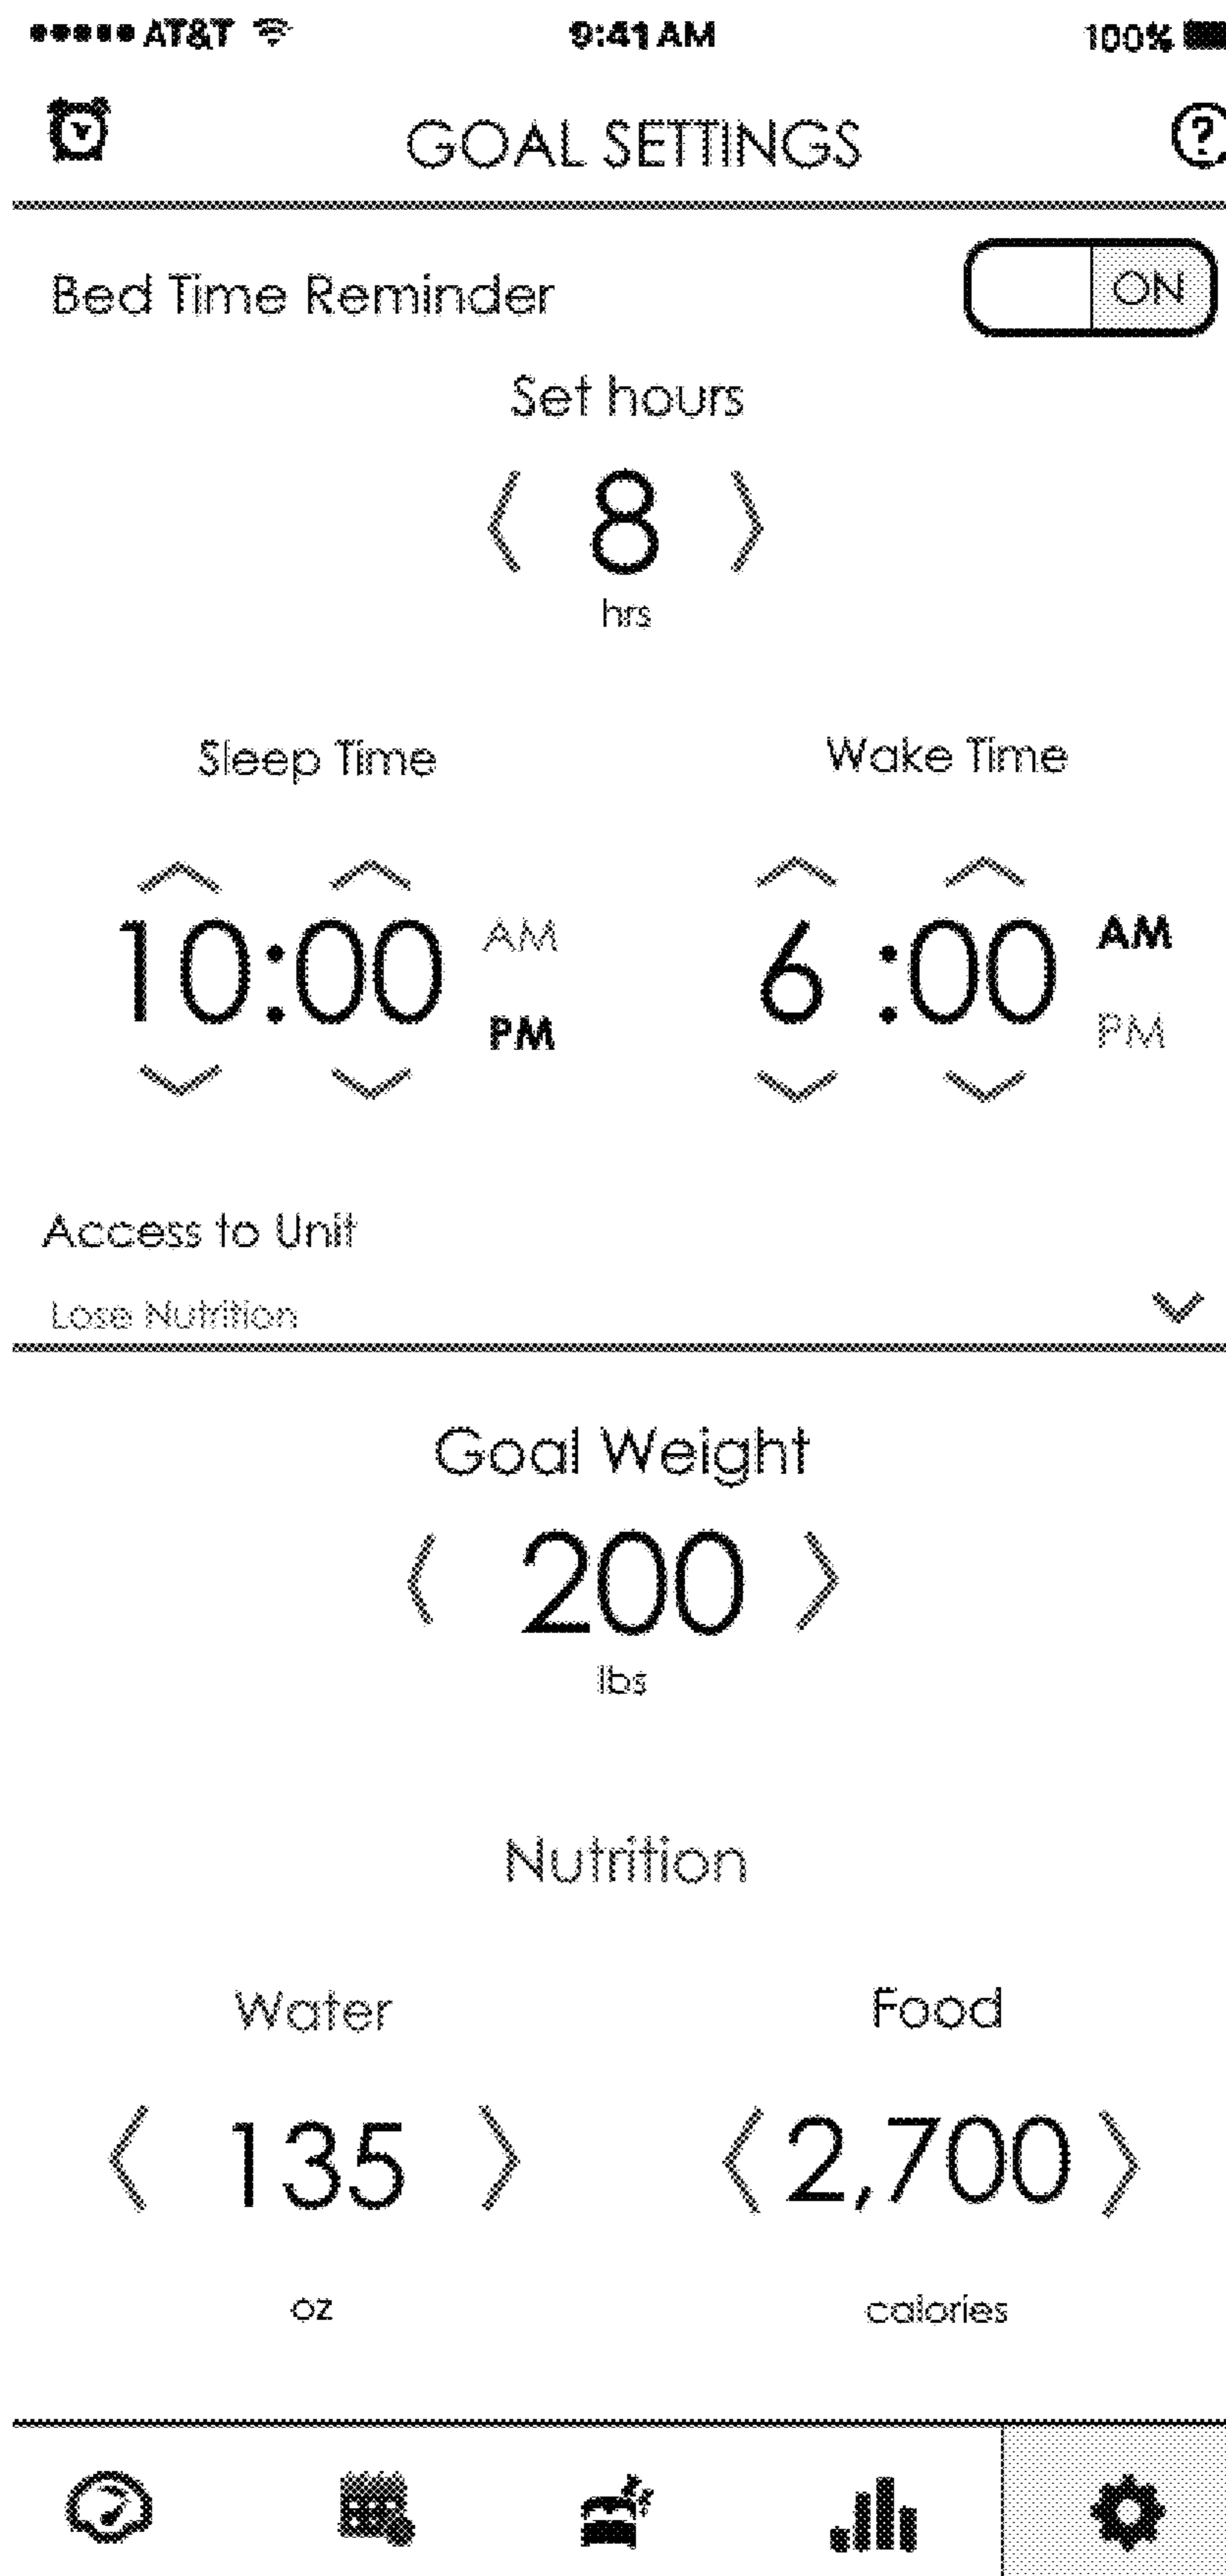 AT&T 9:41 AM 100%
GOAL SETTINGS ?
Bed Time Reminder ON
Set hours
8
hrs
Sleep Time Wake Time
10:00 AM PM 6 :00 AM PM
Access to Unit
Lose Nutrition
Goal Weight
200
lbs
Nutrition
Water Food
135 2,700
oz calories